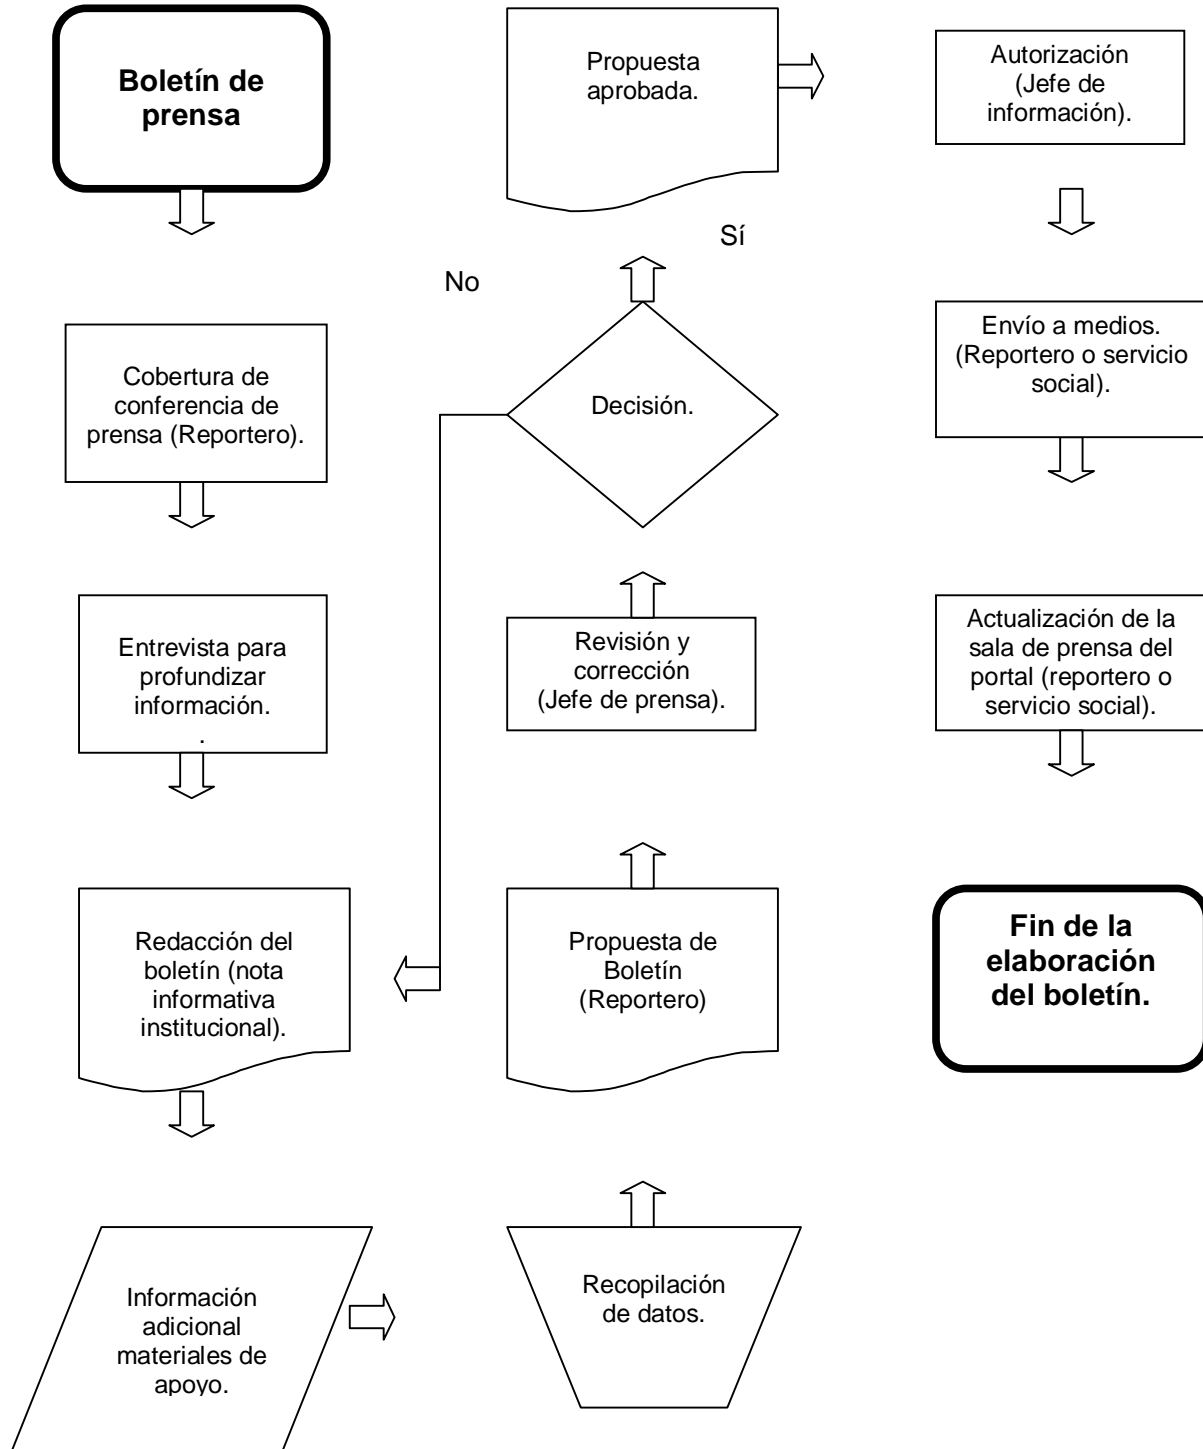 Boletín de
prensa
Cobertura de
conferencia de
prensa (Reportero).
Entrevista para
profundizar
información.
.
Redacción del
boletín (nota
informativa
institucional).
Información
adicional
materiales de
apoyo.
Recopilación
de datos.
Propuesta de
Boletín
(Reportero)
Revisión y
corrección
(Jefe de prensa).
Decisión.
No
Sí
Propuesta
aprobada.
Autorización
(Jefe de
información).
Envío a medios.
(Reportero o servicio
social).
Actualización de la
sala de prensa del
portal (reportero o
servicio social).
Fin de la
elaboración
del boletín.